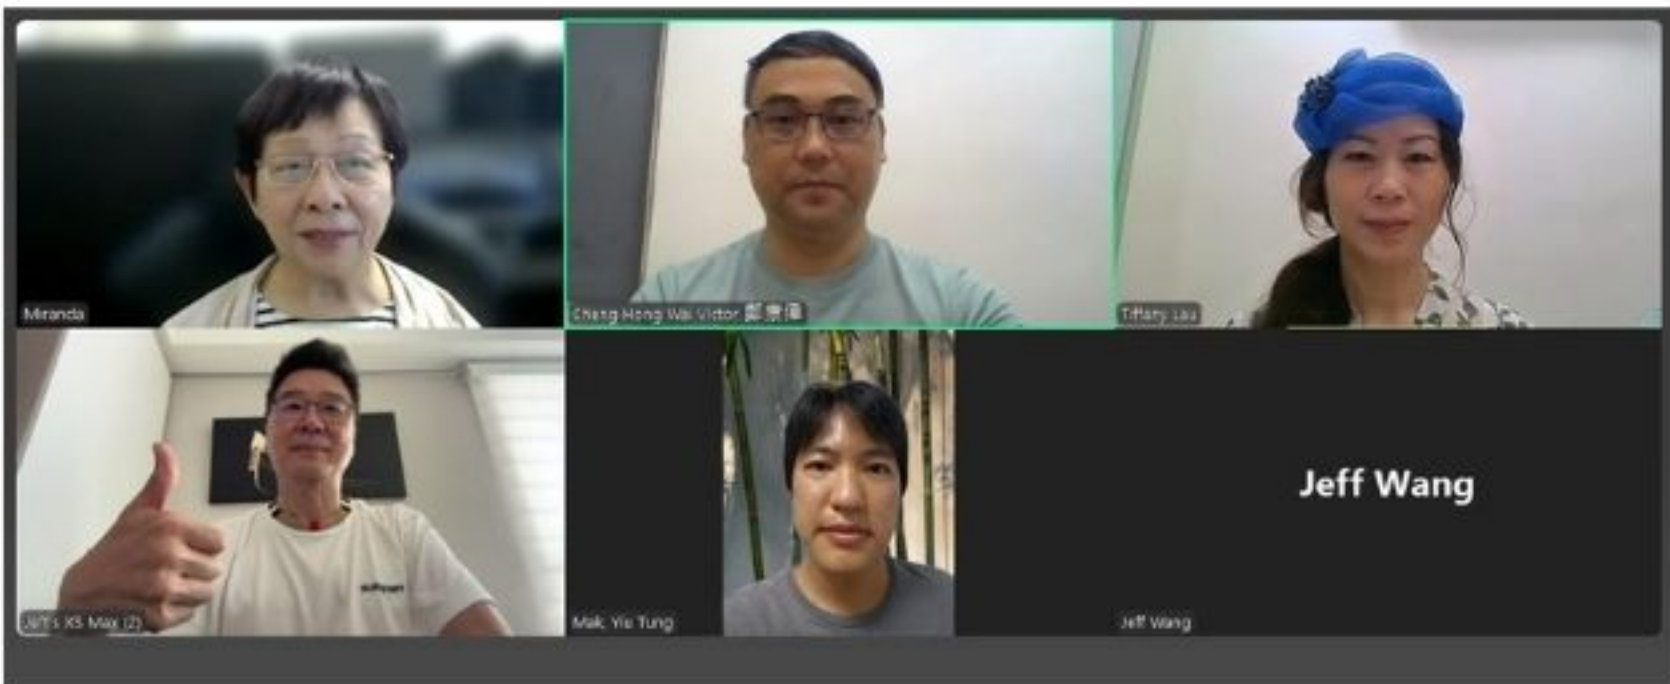 Miranda
Cheng Hong Wai Victor 鄭康偉
Tiffany Lau
Jeff's XS Max (2)
Mak, Yiu Tung
Jeff Wang
Jeff Wang